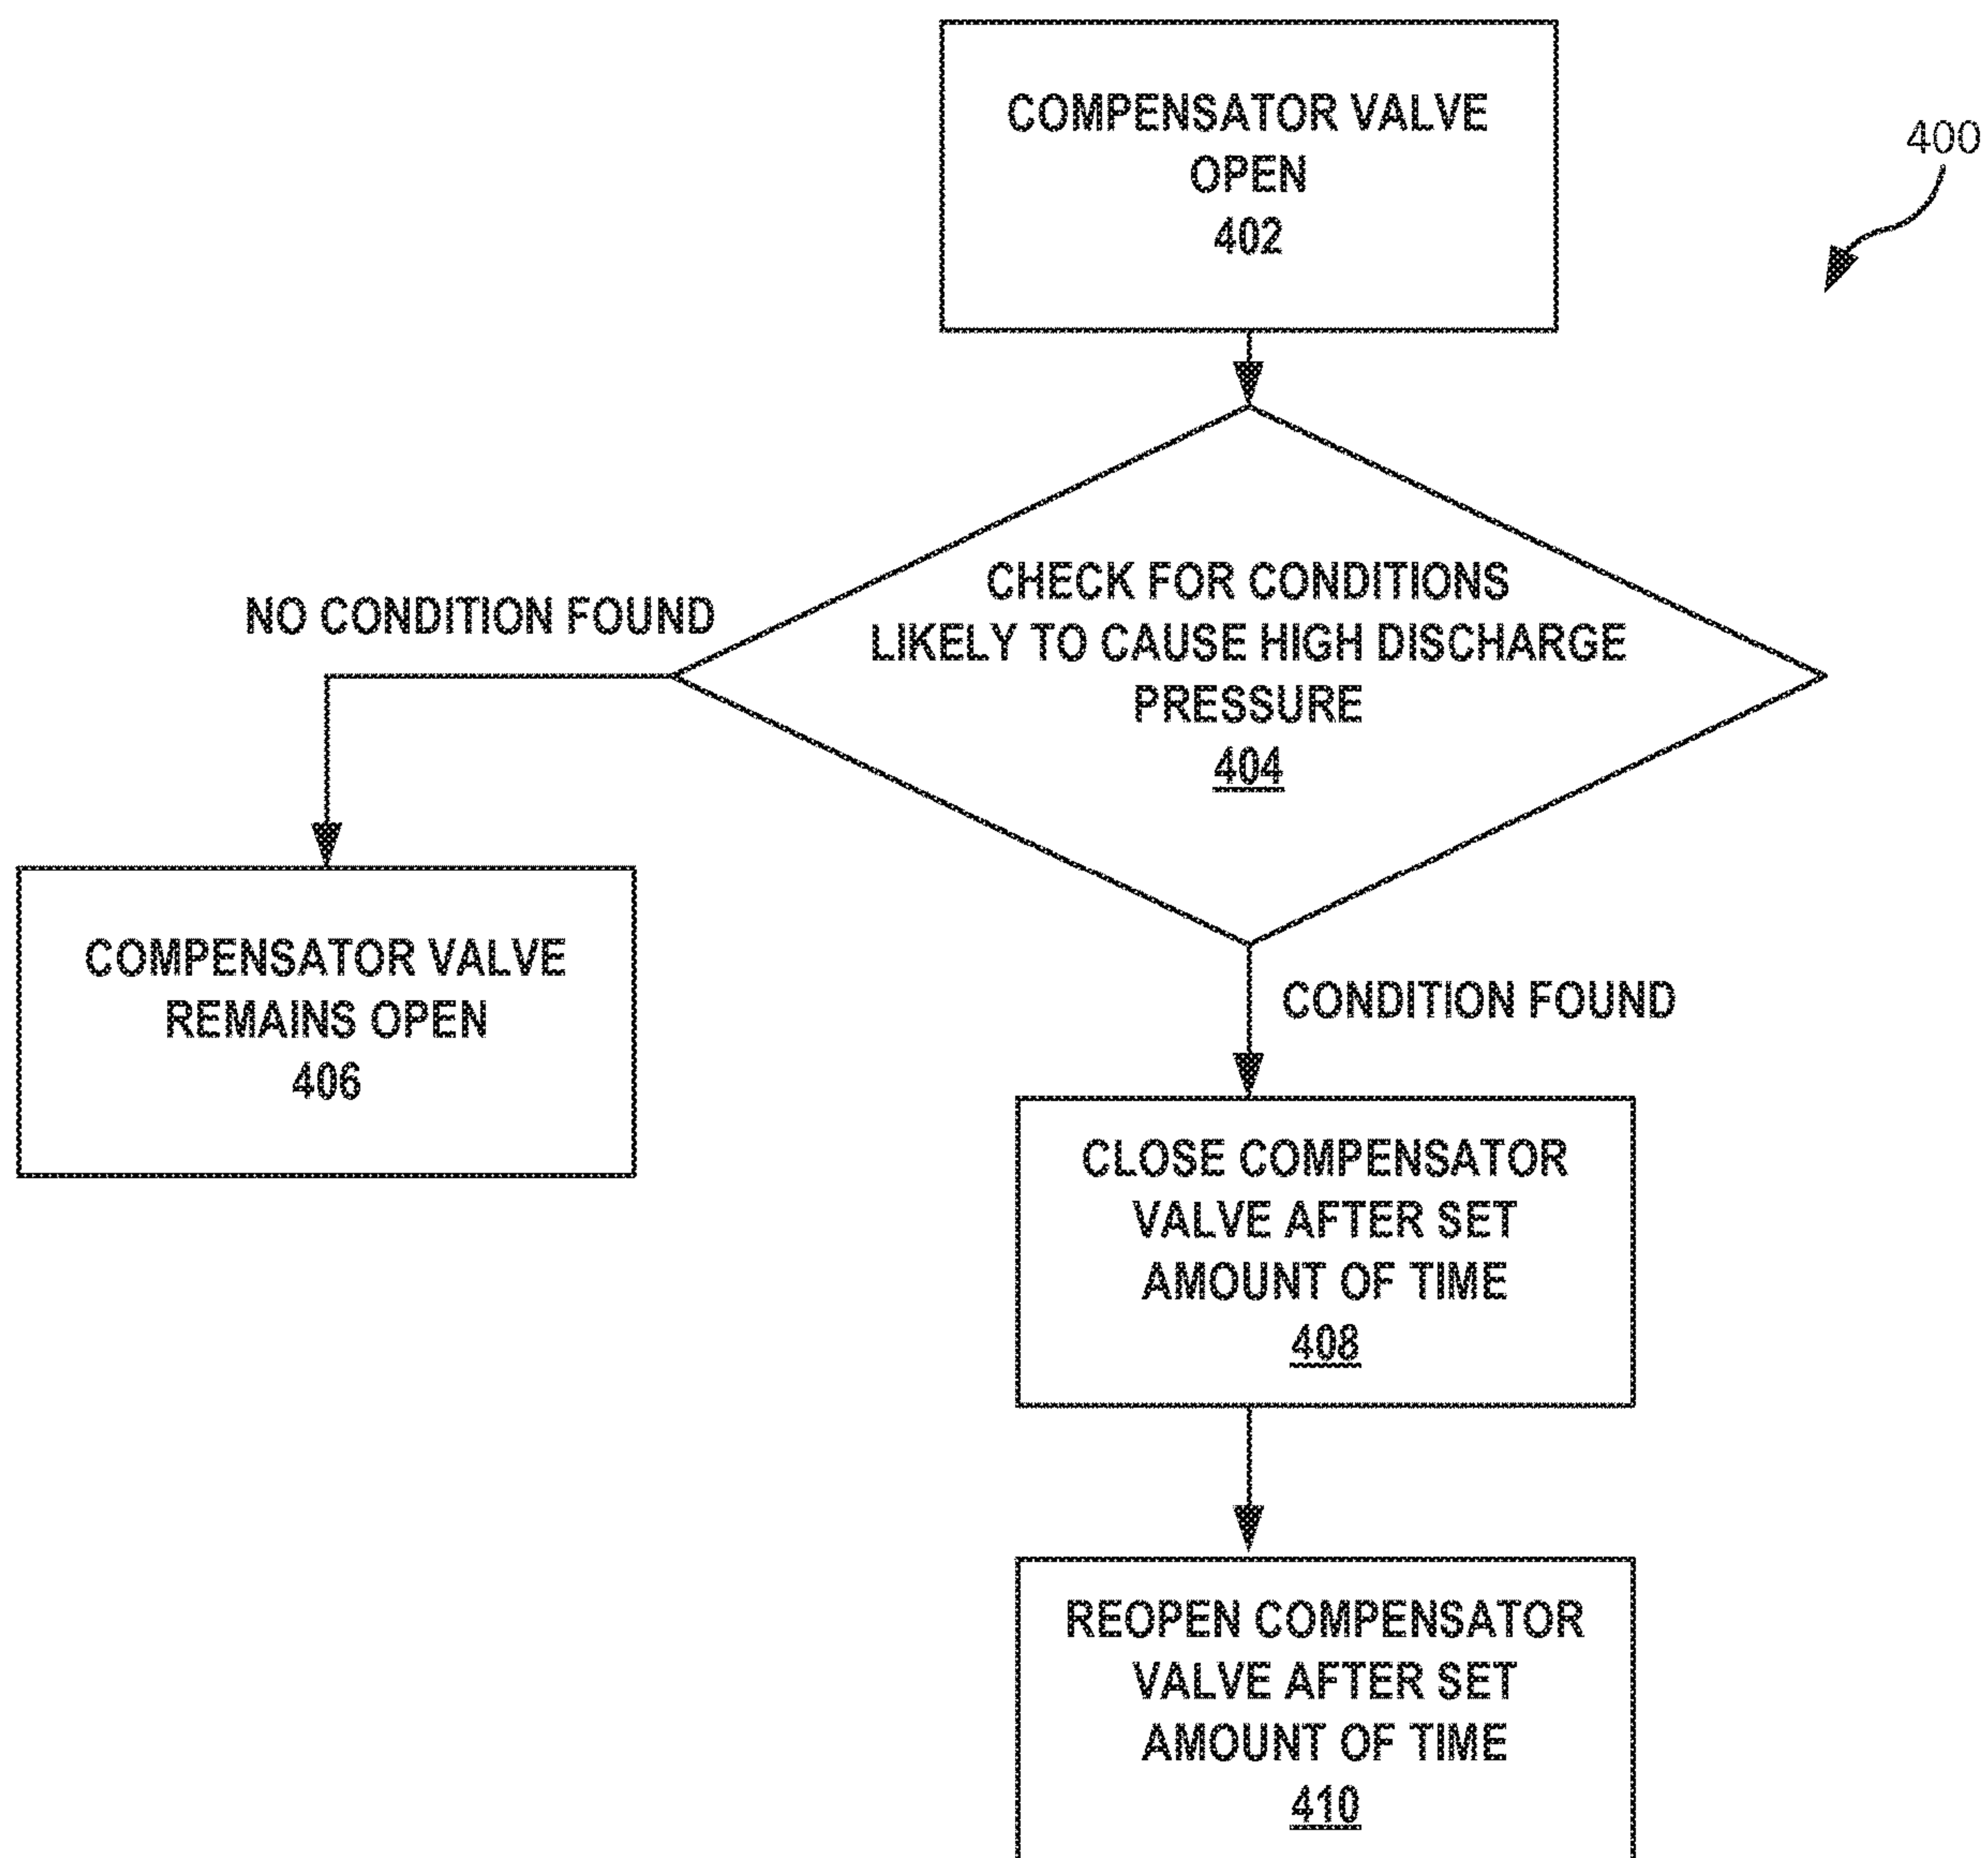 COMPENSATOR VALVE
OPEN
402
400
CHECK FOR CONDITIONS
LIKELY TO CAUSE HIGH DISCHARGE
PRESSURE
404
NO CONDITION FOUND
COMPENSATOR VALVE
REMAINS OPEN
406
CONDITION FOUND
CLOSE COMPENSATOR
VALVE AFTER SET
AMOUNT OF TIME
408
REOPEN COMPENSATOR
VALVE AFTER SET
AMOUNT OF TIME
410